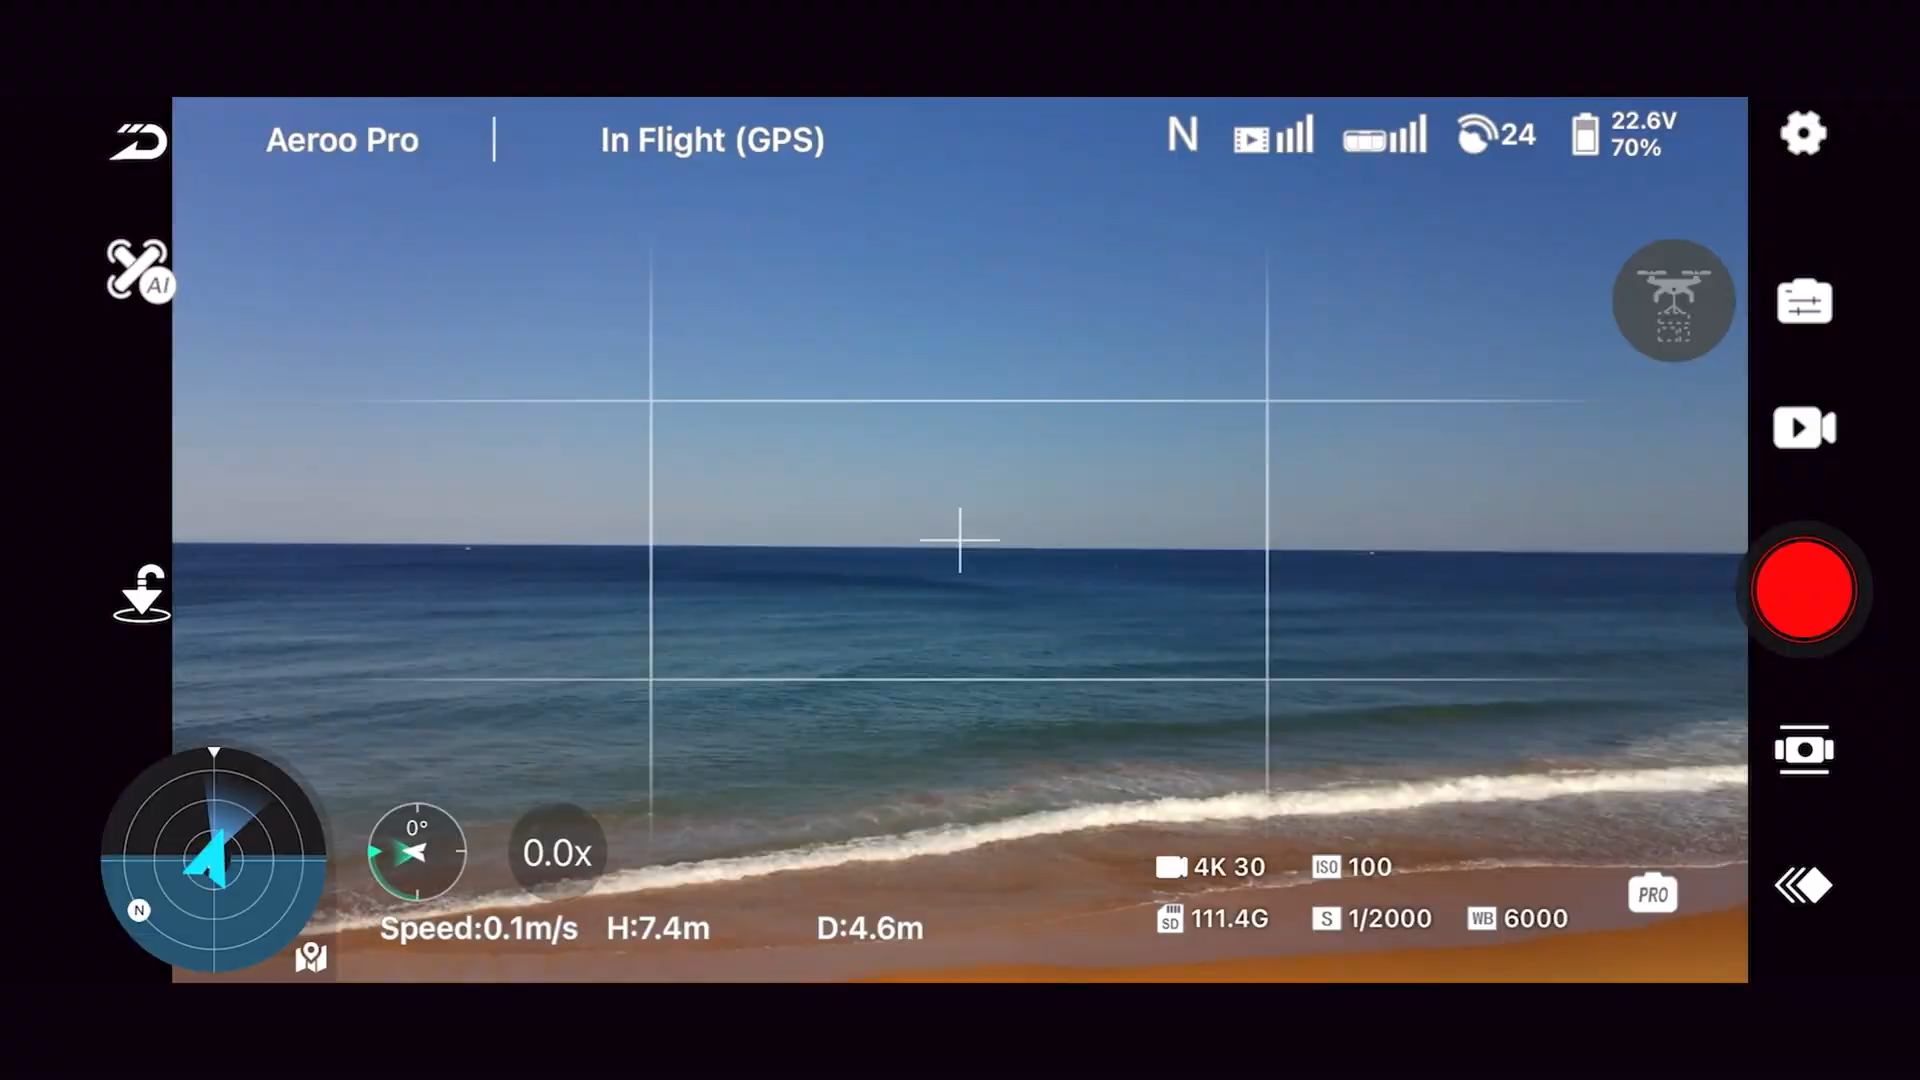 Aeroo Pro
In Flight (GPS)
N
24
22.6V
70%
AI
0°
0.0x
N
Speed:0.1m/s
H:7.4m
D:4.6m
4K 30
ISO 100
SD 111.4G
S 1/2000
WB 6000
PRO